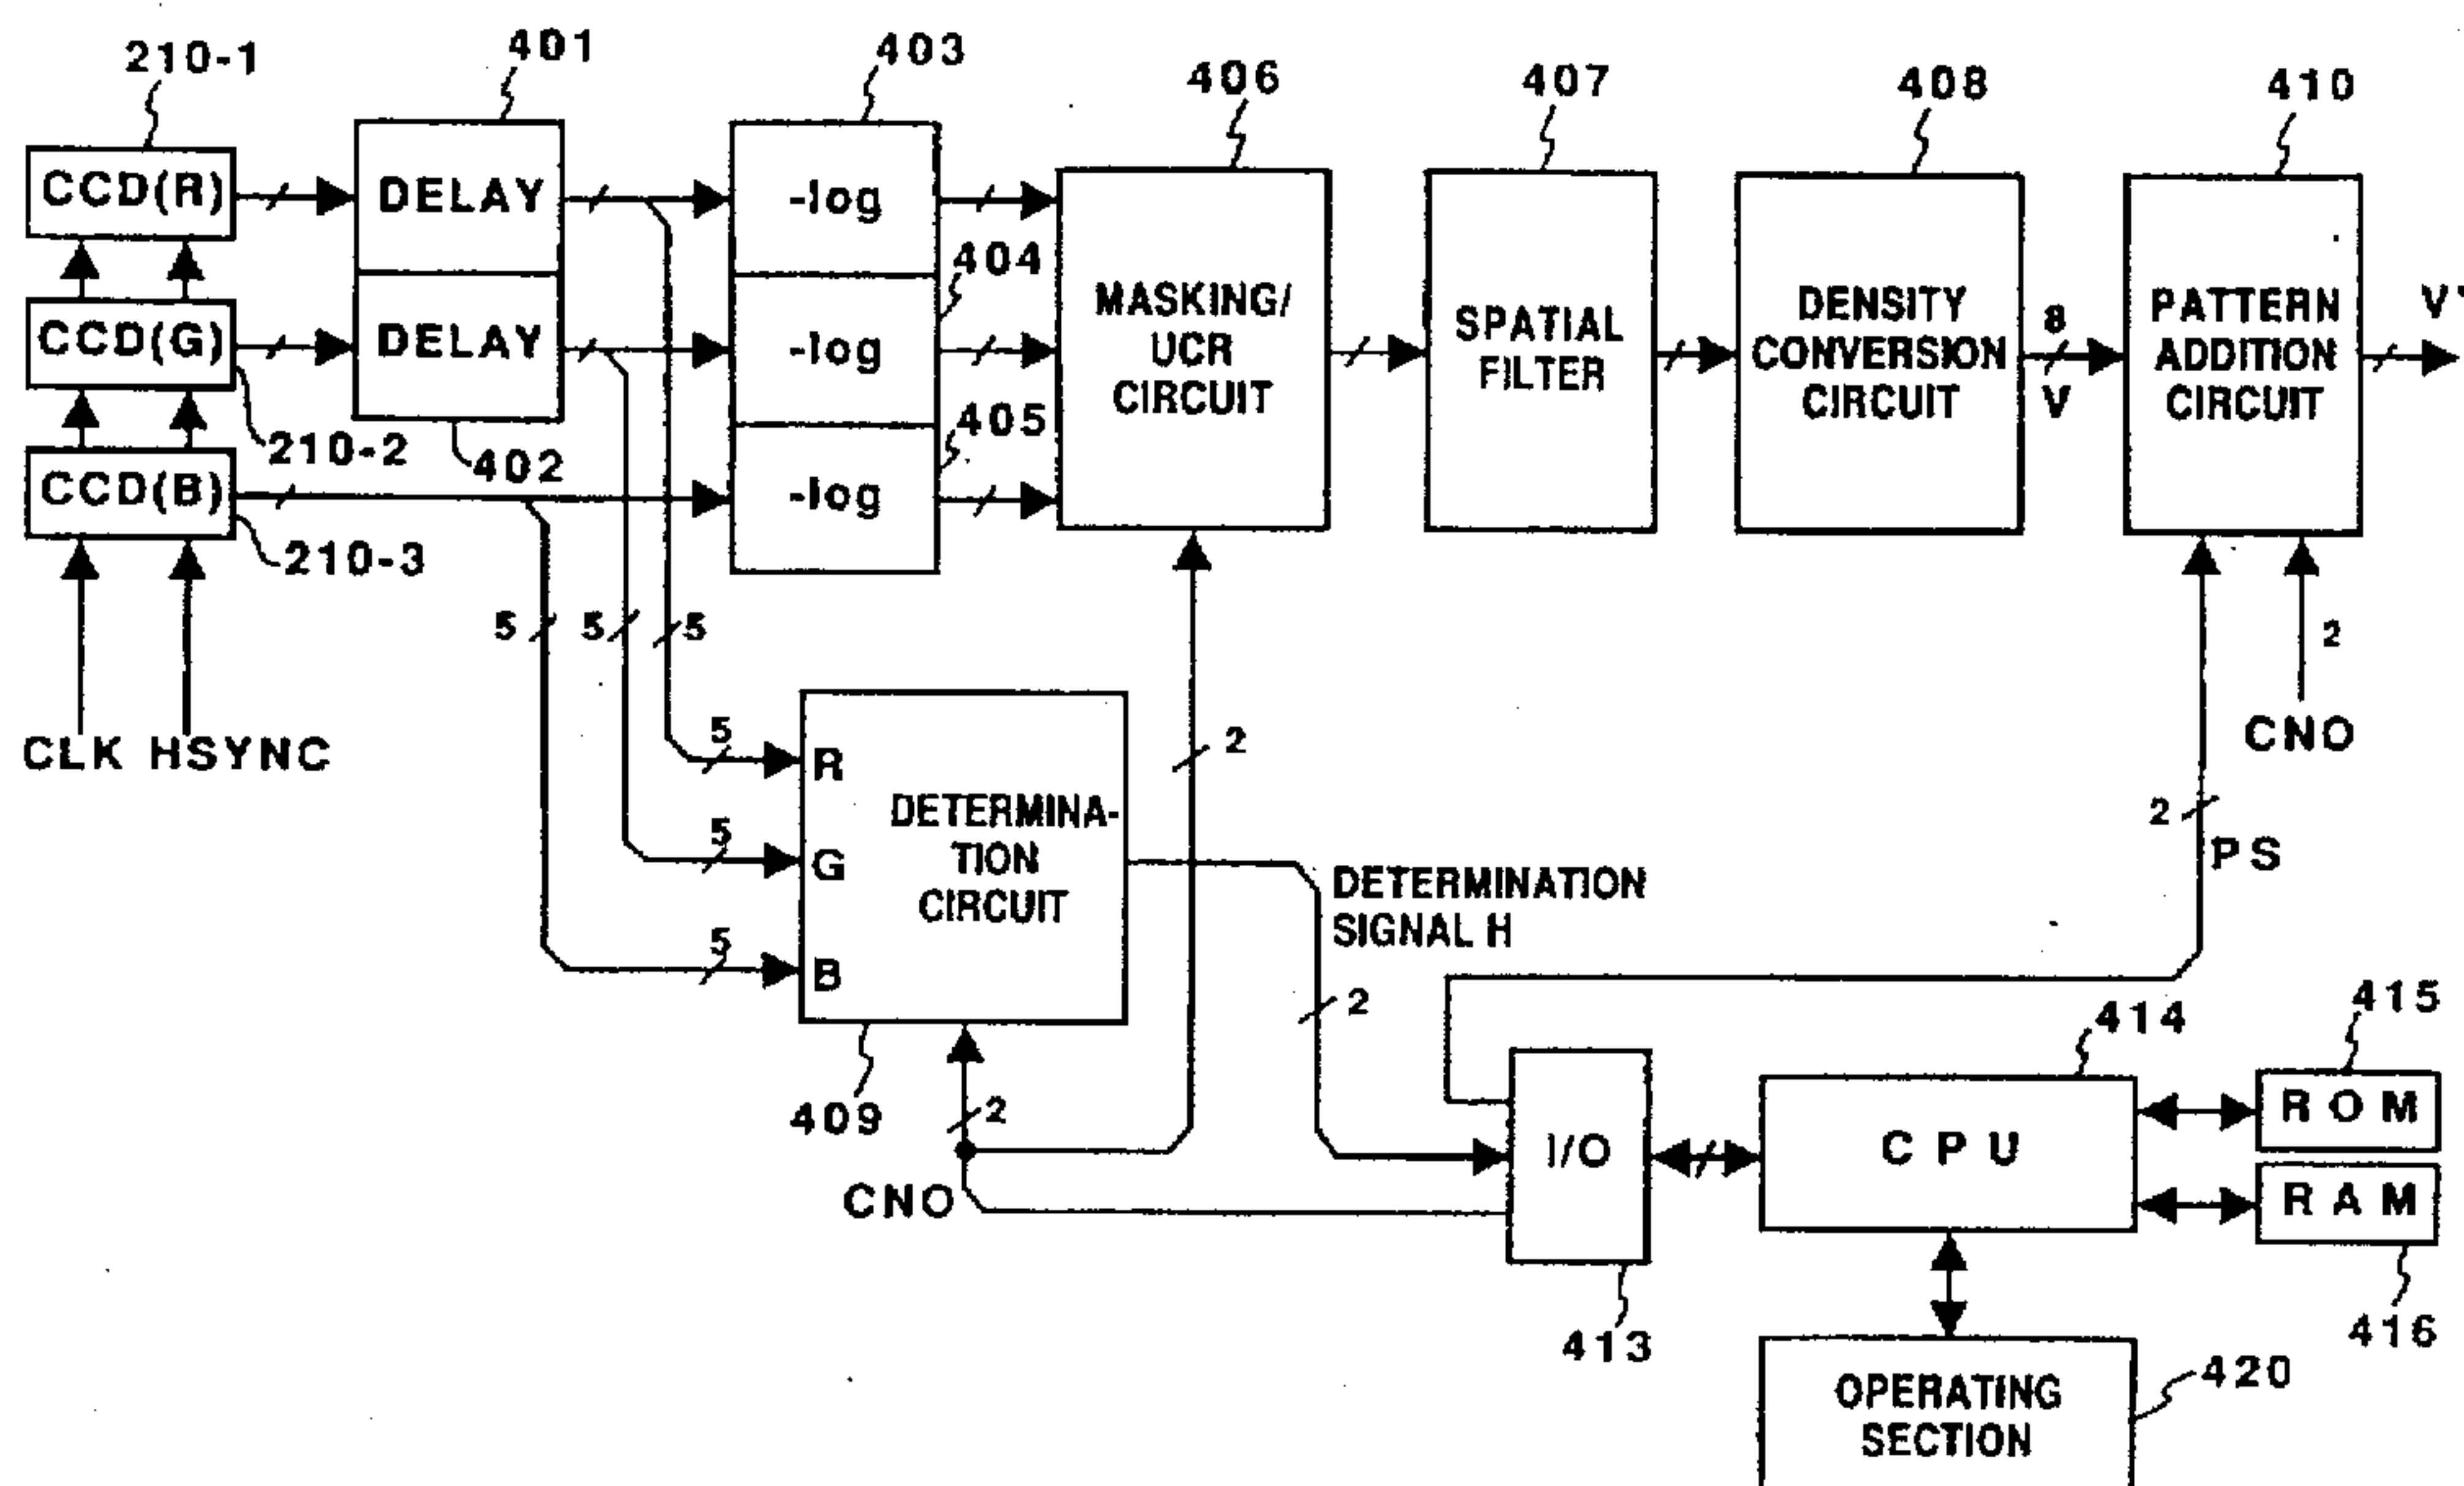 210-1
401
403
406
407
408
410
CCD(R)
DELAY
-log
404
CCD(G)
DELAY
-log
MASKING/
UCR
CIRCUIT
SPATIAL
FILTER
DENSITY
CONVERSION
CIRCUIT
8
V
PATTERN
ADDITION
CIRCUIT
V'
210-2
402
405
CCD(B)
-log
210-3
5
5
5
2
CLK
HSYNC
CNO
5
R
2
5
G
DETERMINA-
TION
CIRCUIT
2
PS
5
B
DETERMINATION
SIGNAL H
2
409
2
CNO
I/O
413
414
CPU
415
ROM
RAM
416
OPERATING
SECTION
420